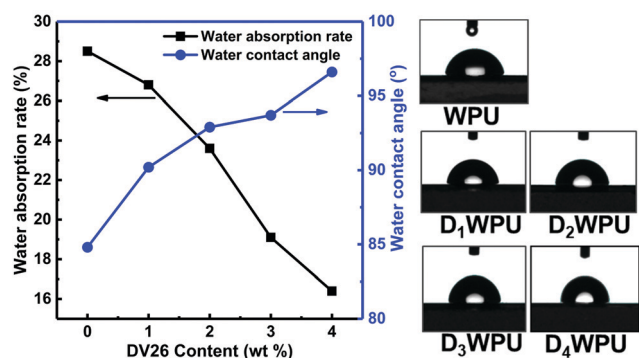 30
28
26
24
22
20
18
16
Water absorption rate (%)
Water absorption rate
Water contact angle
100
95
90
85
80
Water contact angle (º)
0 1 2 3 4
DV26 Content (wt %)
WPU
D₁WPU D₂WPU
D₃WPU D₄WPU